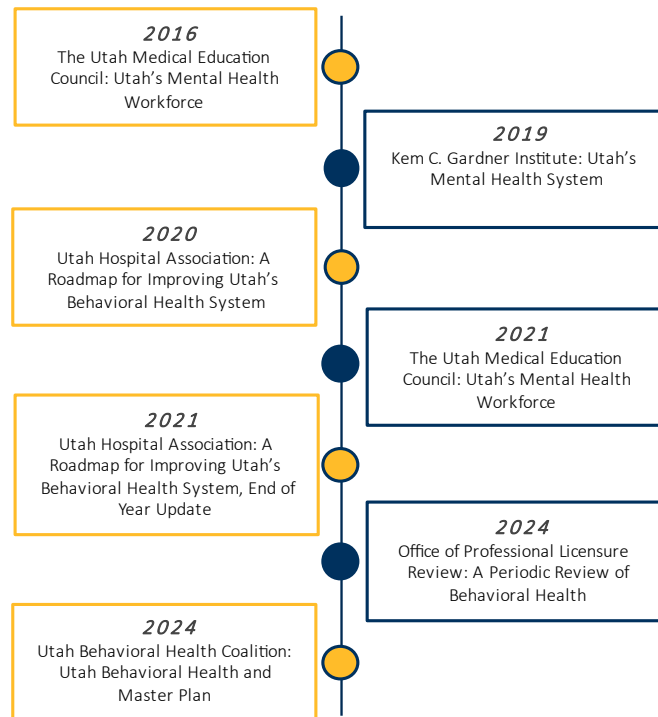 2016
The Utah Medical Education
Council: Utah’s Mental Health
Workforce
2019
Kem C. Gardner Institute: Utah’s
Mental Health System
2020
Utah Hospital Association: A
Roadmap for Improving Utah’s
Behavioral Health System
2021
The Utah Medical Education
Council: Utah’s Mental Health
Workforce
2021
Utah Hospital Association: A
Roadmap for Improving Utah’s
Behavioral Health System, End of
Year Update
2024
Office of Professional Licensure
Review: A Periodic Review of
Behavioral Health
2024
Utah Behavioral Health Coalition:
Utah Behavioral Health and
Master Plan